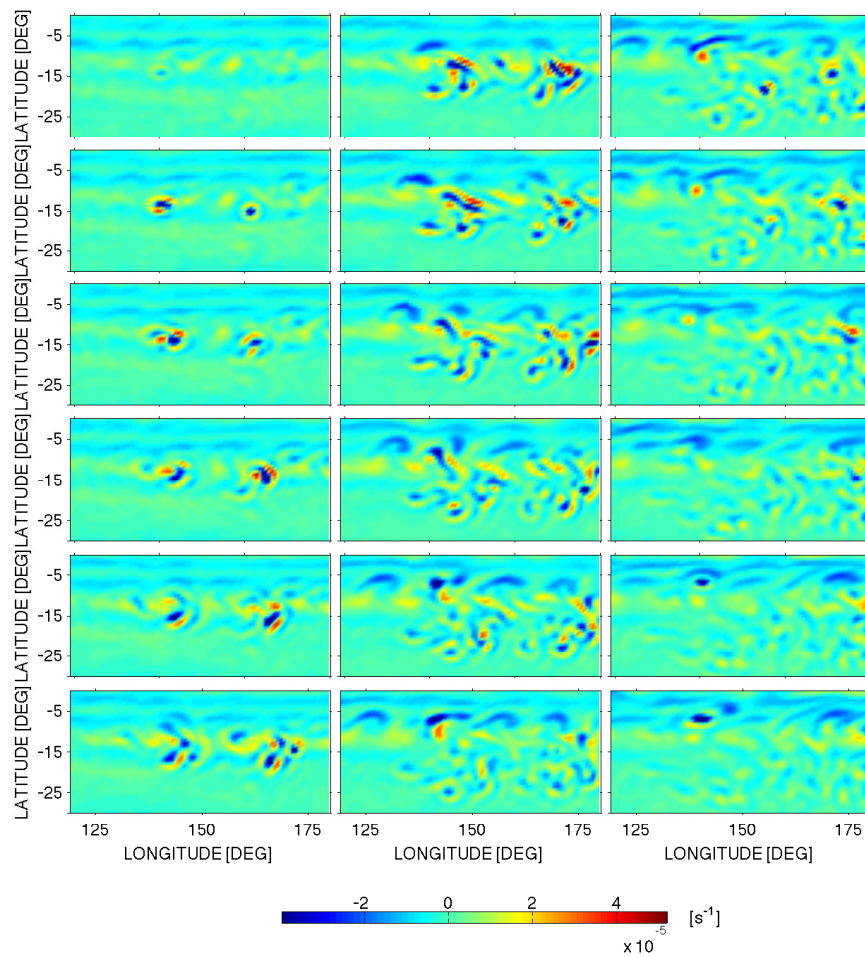 LATITUDE [DEG]
-5
-15
-25
LATITUDE [DEG]
-5
-15
-25
LATITUDE [DEG]
-5
-15
-25
LATITUDE [DEG]
-5
-15
-25
LATITUDE [DEG]
-5
-15
-25
LATITUDE [DEG]
-5
-15
-25
125 150 175 125 150 175 125 150 175
LONGITUDE [DEG] LONGITUDE [DEG] LONGITUDE [DEG]
-2 0 2 4 [s⁻¹]
x 10⁻⁵